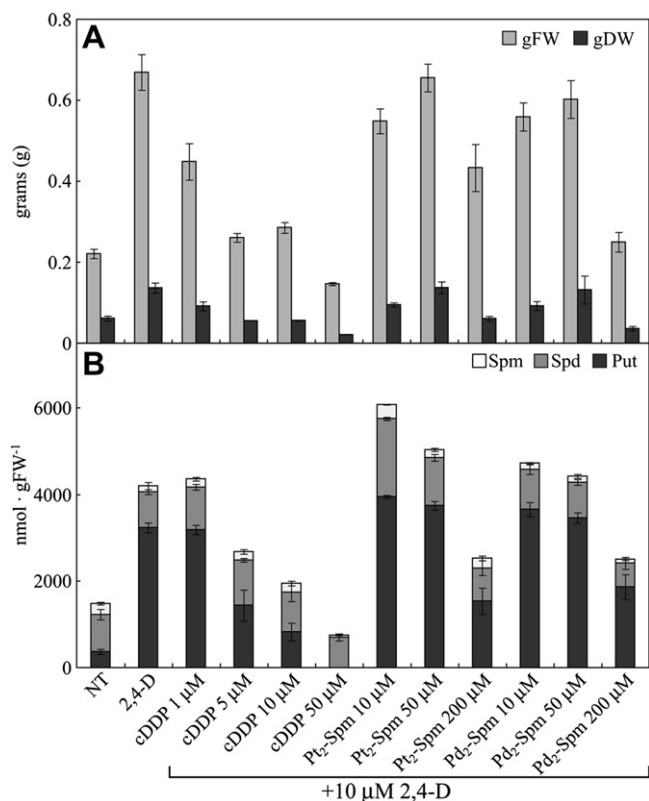 A
gFW gDW
grams (g)
0.8
0.6
0.4
0.2
0
B
Spm Spd Put
nmol · gFW⁻¹
6000
4000
2000
0
NT
2,4-D
cDDP 1 µM
cDDP 5 µM
cDDP 10 µM
cDDP 50 µM
Pt₂-Spm 10 µM
Pt₂-Spm 50 µM
Pt₂-Spm 200 µM
Pd₂-Spm 10 µM
Pd₂-Spm 50 µM
Pd₂-Spm 200 µM
+10 µM 2,4-D